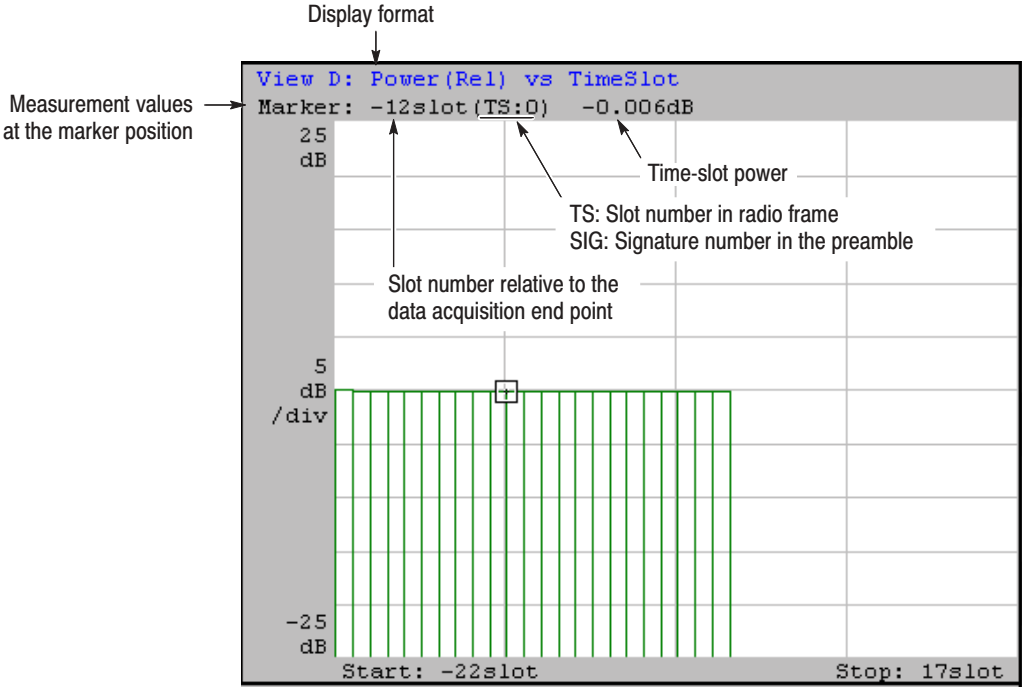 Display format
View D: Power(Rel) vs TimeSlot
Measurement values
at the marker position
Marker: -12slot(TS:0) -0.006dB
25
dB
Time-slot power
TS: Slot number in radio frame
SIG: Signature number in the preamble
Slot number relative to the
data acquisition end point
5
dB
/div
-25
dB
Start: -22slot
Stop: 17slot